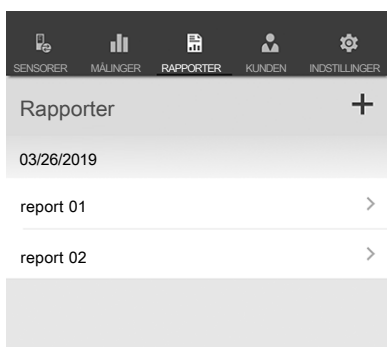 SENSORER MÅLINGER RAPPORTER KUNDEN INDSTILLINGER
Rapporter +
03/26/2019
report 01
report 02